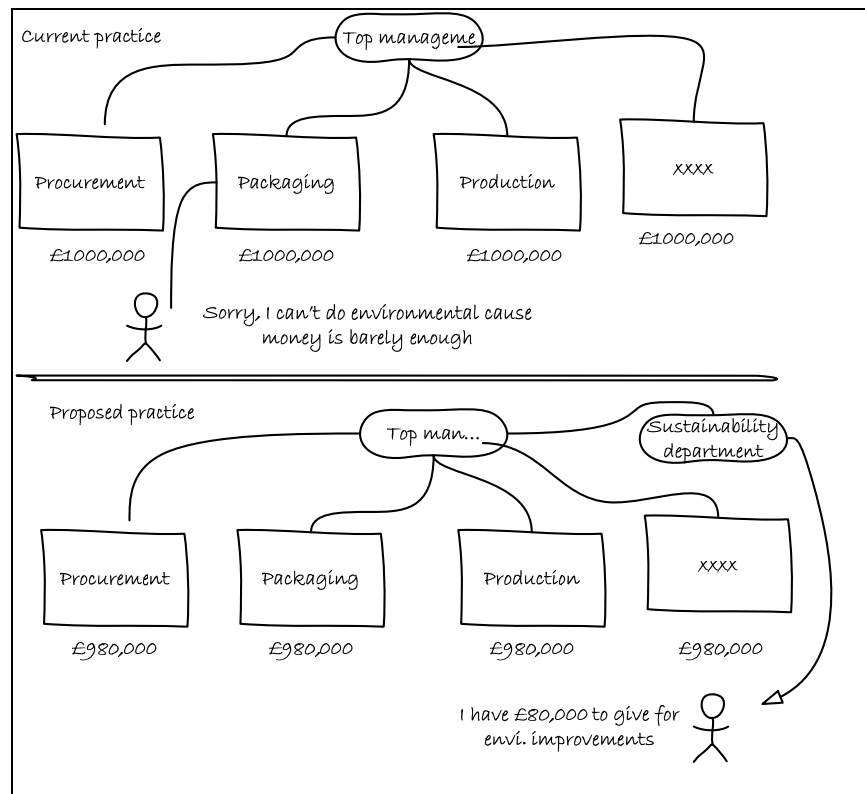 Current practice
Top manageme
Procurement
Packaging
Production
xxxx
£1000,000
£1000,000
£1000,000
£1000,000
Sorry, I can't do environmental cause
money is barely enough
Proposed practice
Top man...
Sustainability
department
Procurement
Packaging
Production
xxxx
£980,000
£980,000
£980,000
£980,000
I have £80,000 to give for
envi. improvements